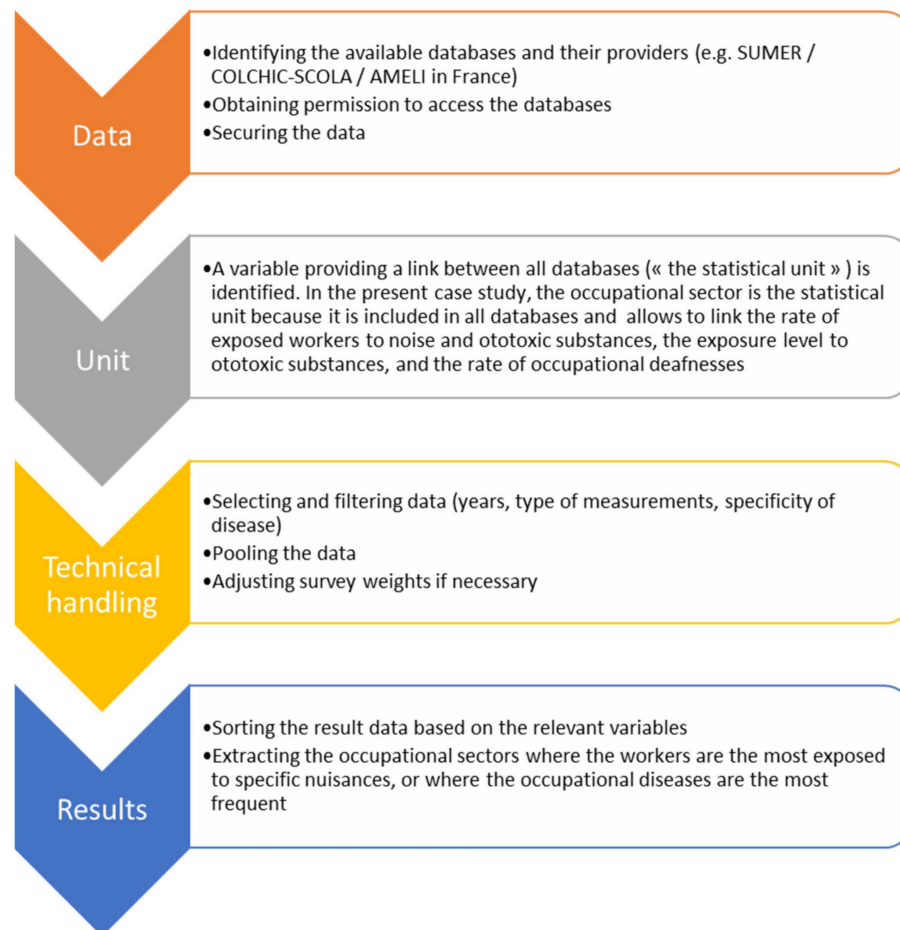 Data
•Identifying the available databases and their providers (e.g. SUMER /
COLCHIC-SCOLA / AMELI in France)
•Obtaining permission to access the databases
•Securing the data
Unit
•A variable providing a link between all databases (« the statistical unit » ) is
identified. In the present case study, the occupational sector is the statistical
unit because it is included in all databases and allows to link the rate of
exposed workers to noise and ototoxic substances, the exposure level to
ototoxic substances, and the rate of occupational deafnesses
Technical
handling
•Selecting and filtering data (years, type of measurements, specificity of
disease)
•Pooling the data
•Adjusting survey weights if necessary
Results
•Sorting the result data based on the relevant variables
•Extracting the occupational sectors where the workers are the most exposed
to specific nuisances, or where the occupational diseases are the most
frequent